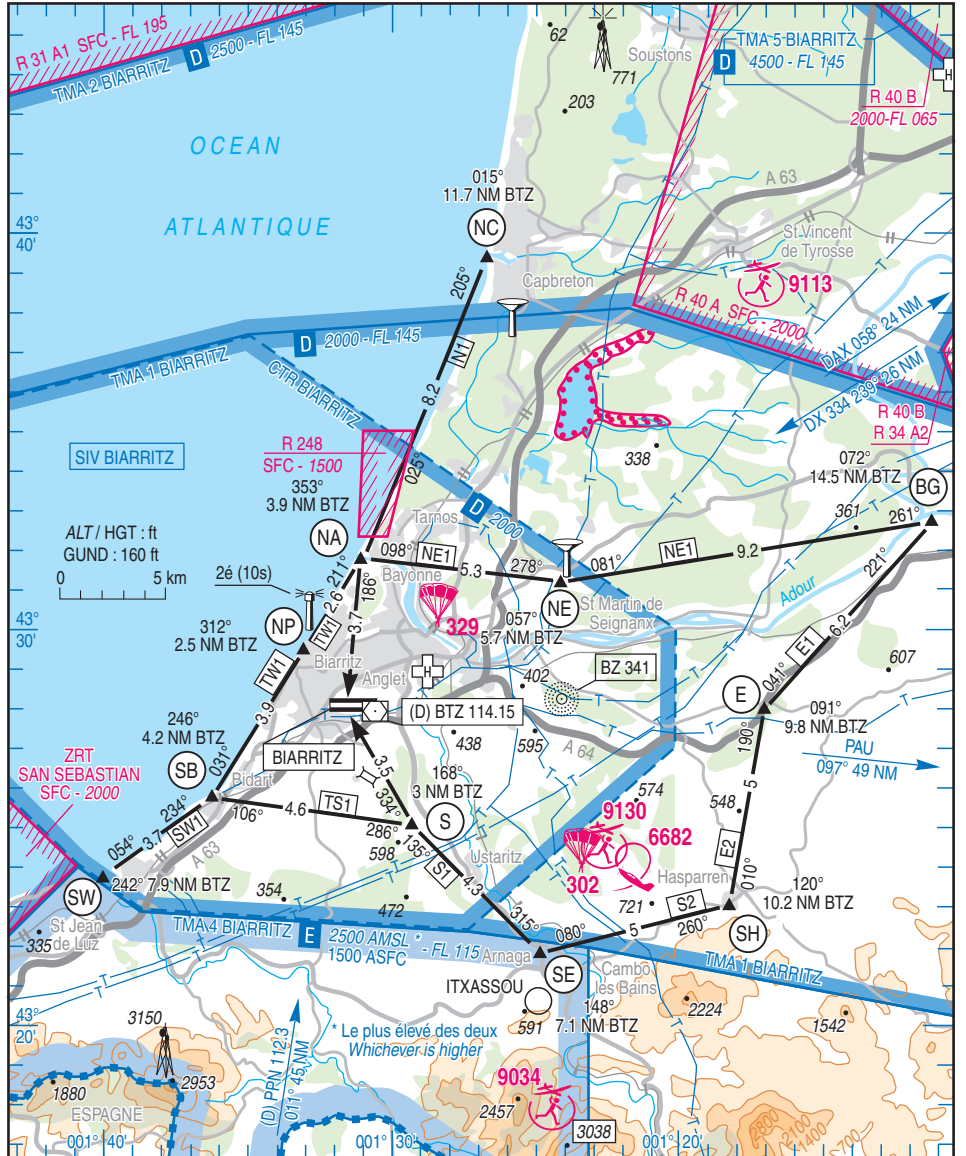 R 31 A1 SFC - FL 195
TMA 2 BIARRITZ D 2500 - FL 145
62
771
Soustons
203
TMA 5 BIARRITZ
D 4500 - FL 145
H
R 40 B
2000-FL 065
OCEAN
ATLANTIQUE
A 63
015°
11.7 NM BTZ
NC
43°
40'
St Vincent
de Tyrosse
9113
Capbreton
205°
R 40 A SFC - 2000
DAX 058° 24 NM
DX 334 239° 26 NM
D 2000 - FL 145
TMA 1 BIARRITZ
CTR BIARRITZ
N1
8.2
025°
R 40 B
R 34 A2
SIV BIARRITZ
R 248
SFC - 1500
338
072°
14.5 NM BTZ
BG
353°
3.9 NM BTZ
D 2000
361
261°
ALT / HGT : ft
GUND : 160 ft
0 5 km
NA
Tarnos
098°
NE1
5.3
278°
081°
NE1
9.2
221°
211°
2.6
TW1
186°
3.7
Bayonne
2é (10s)
329
NE
St Martin de
Seignanx
Adour
43°
30'
312°
2.5 NM BTZ
NP
057°
5.7 NM BTZ
E1
6.2
041°
607
Biarritz
Anglet
H
402
BZ 341
TW1
3.9
E
091°
9.8 NM BTZ
(D) BTZ 114.15
246°
4.2 NM BTZ
438
595
A 64
190°
PAU
097° 49 NM
BIARRITZ
ZRT
SAN SEBASTIAN
SFC - 2000
SB
031°
Bidart
3.5
334°
168°
3 NM BTZ
574
548
5
234°
106°
4.6
TS1
286°
S
9130
6682
E2
054°
3.7
SW1
A 63
598
135°
S1
Ustaritz
302
Hasparren
010°
SW
242° 7.9 NM BTZ
354
472
4.3
721
S2
120°
10.2 NM BTZ
St Jean
de Luz
335
TMA 4 BIARRITZ
E 2500 AMSL * - FL 115
1500 ASFC
315°
Arnaga
080°
5
260°
SH
SE
TMA 1 BIARRITZ
Cambo
les Bains
ITXASSOU
591
148°
7.1 NM BTZ
2224
1542
43°
20'
3150
2953
* Le plus élevé des deux
Whichever is higher
(D) PPN 112.3
011° 45 NM
1880
ESPAGNE
9034
2457
3038
2800
2100
1400
700
001° 40'
001° 30'
001° 20'